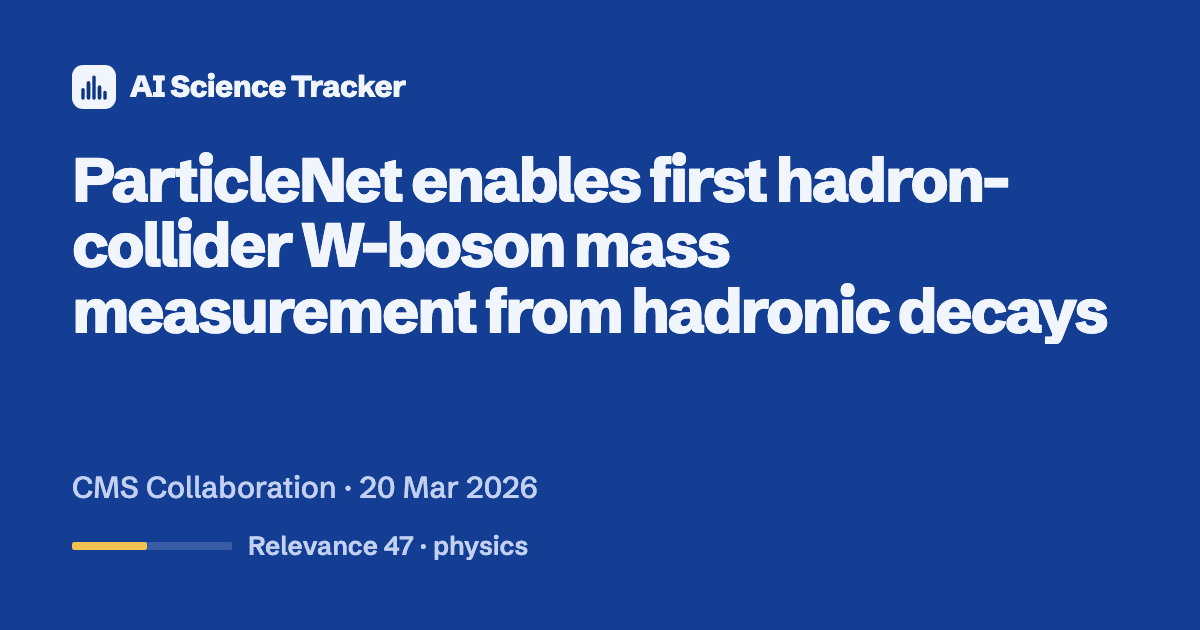 AI Science Tracker
ParticleNet enables first hadron-
collider W-boson mass
measurement from hadronic decays
CMS Collaboration · 20 Mar 2026
Relevance 47 · physics